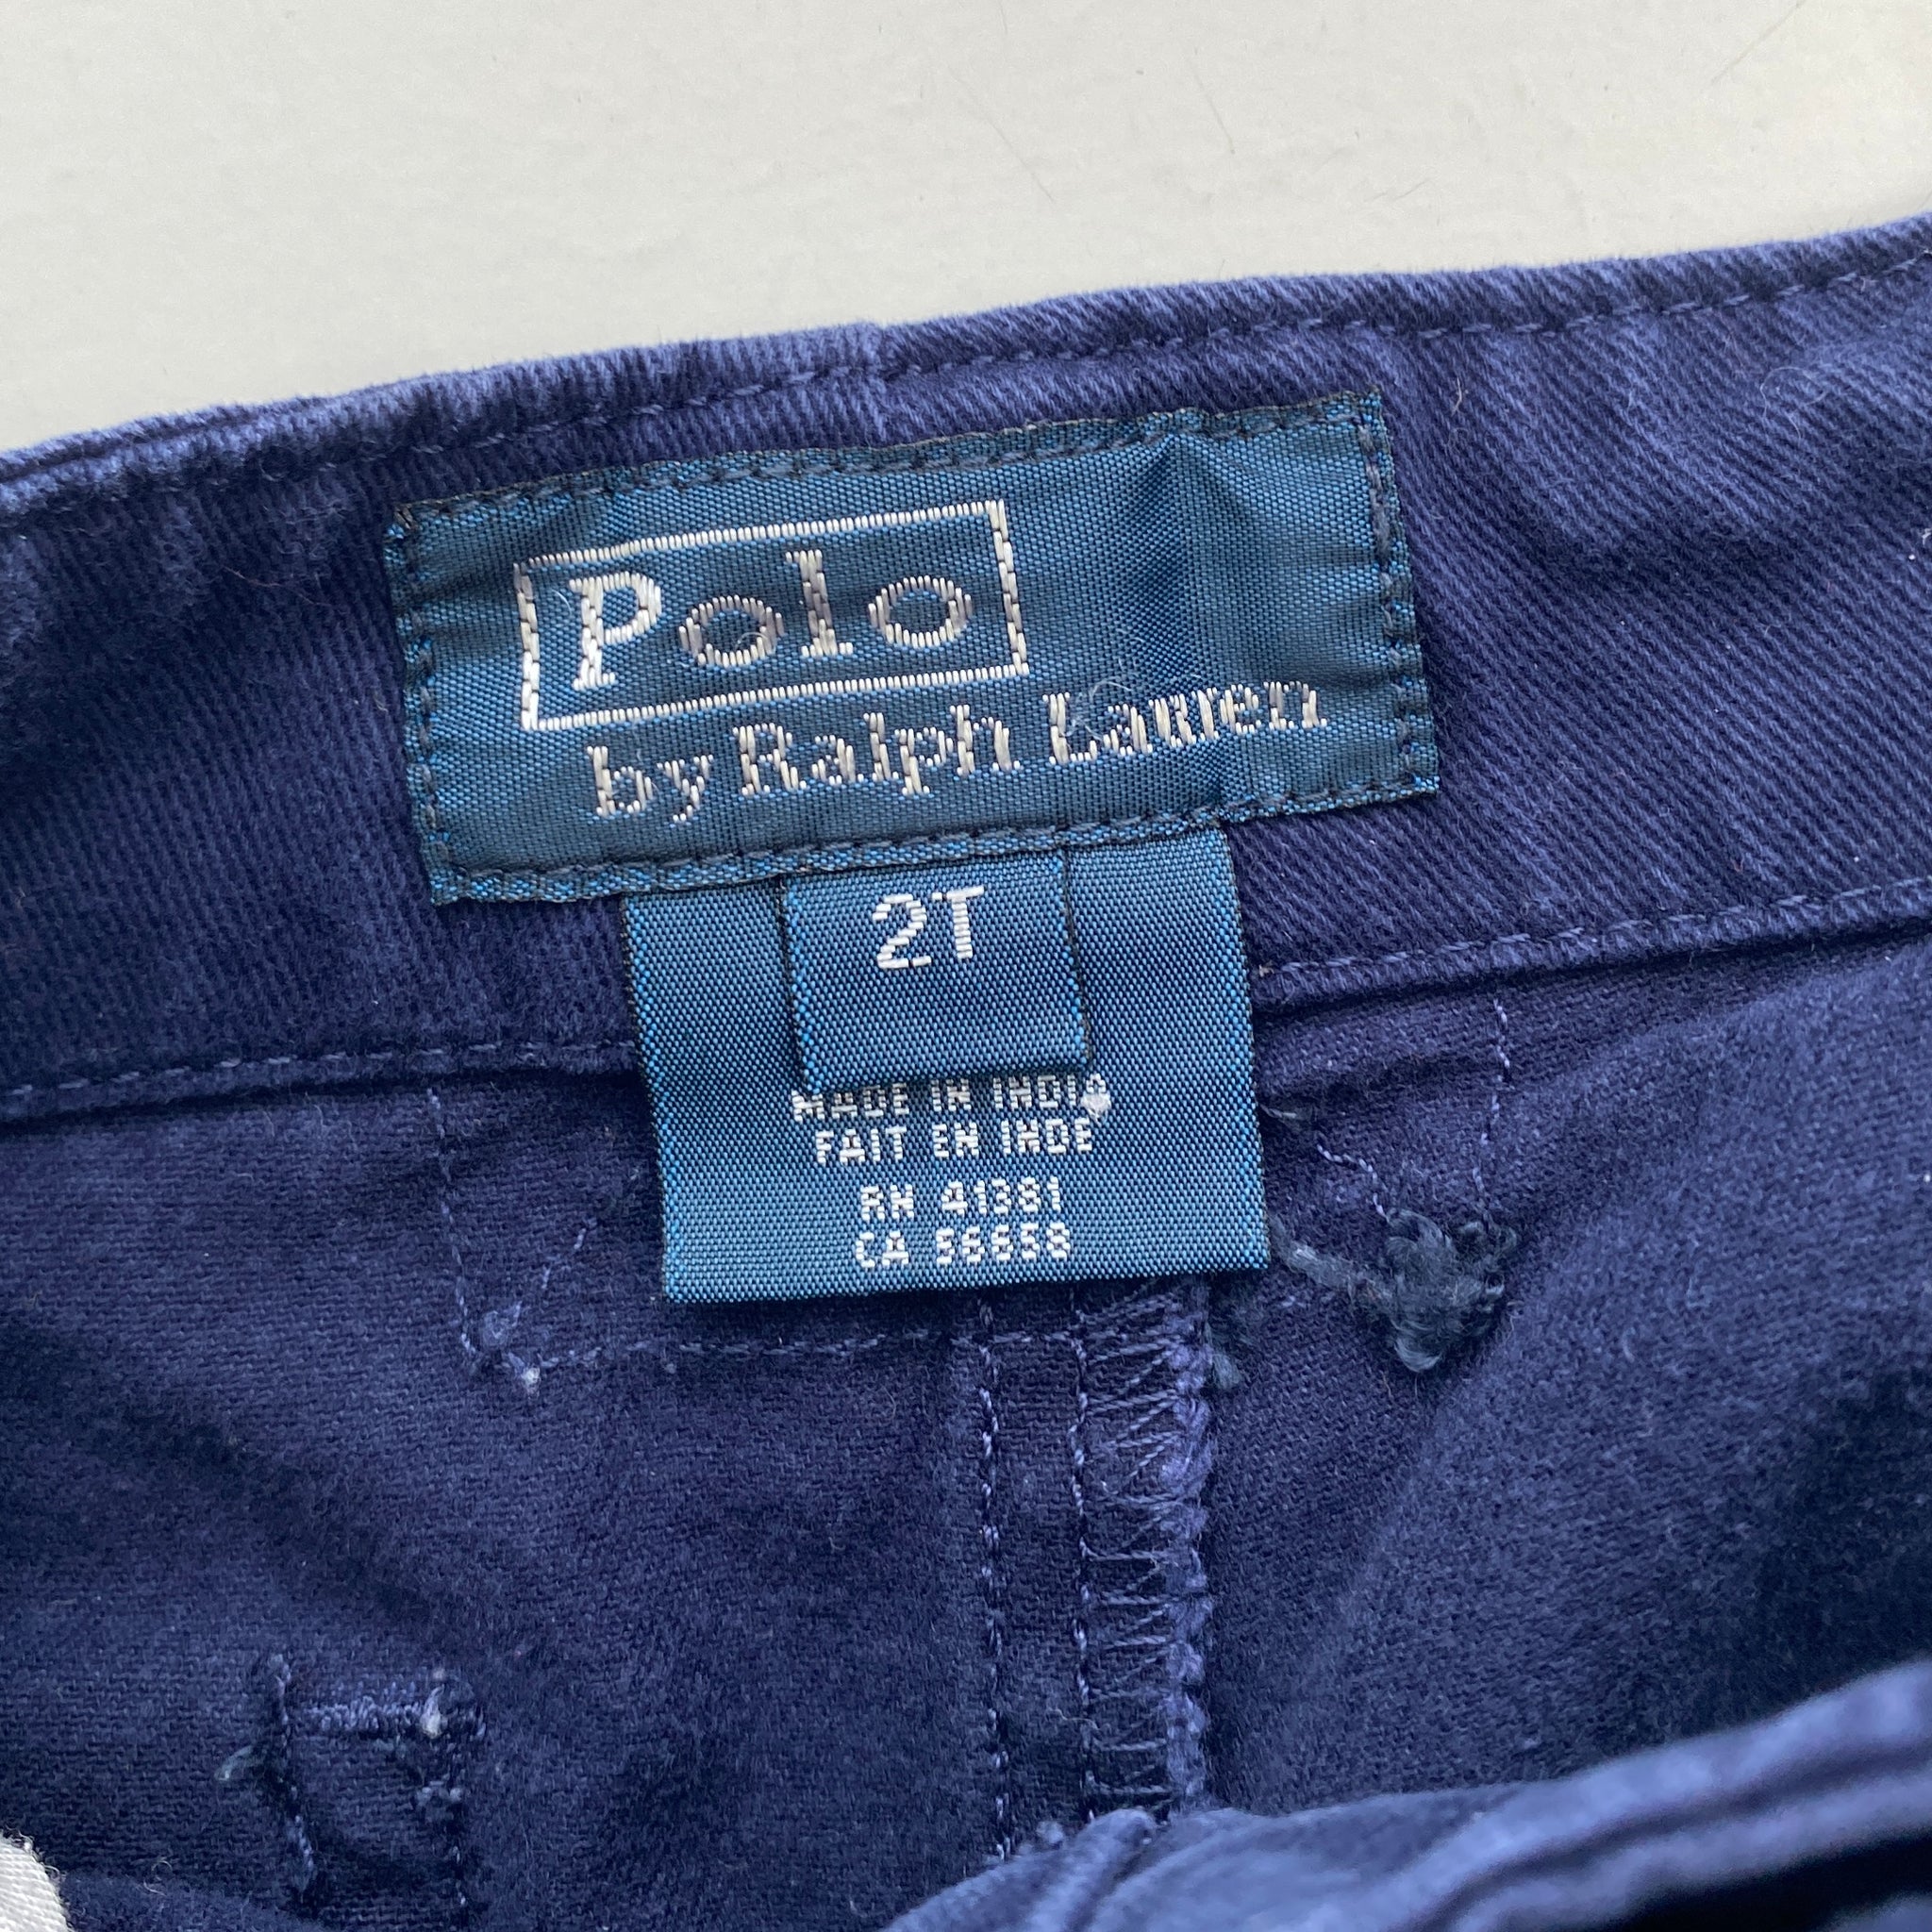 Polo
by Ralph Lauren
2T
MADE IN INDIA
FAIT EN INDE
RN 41381
CA 56658